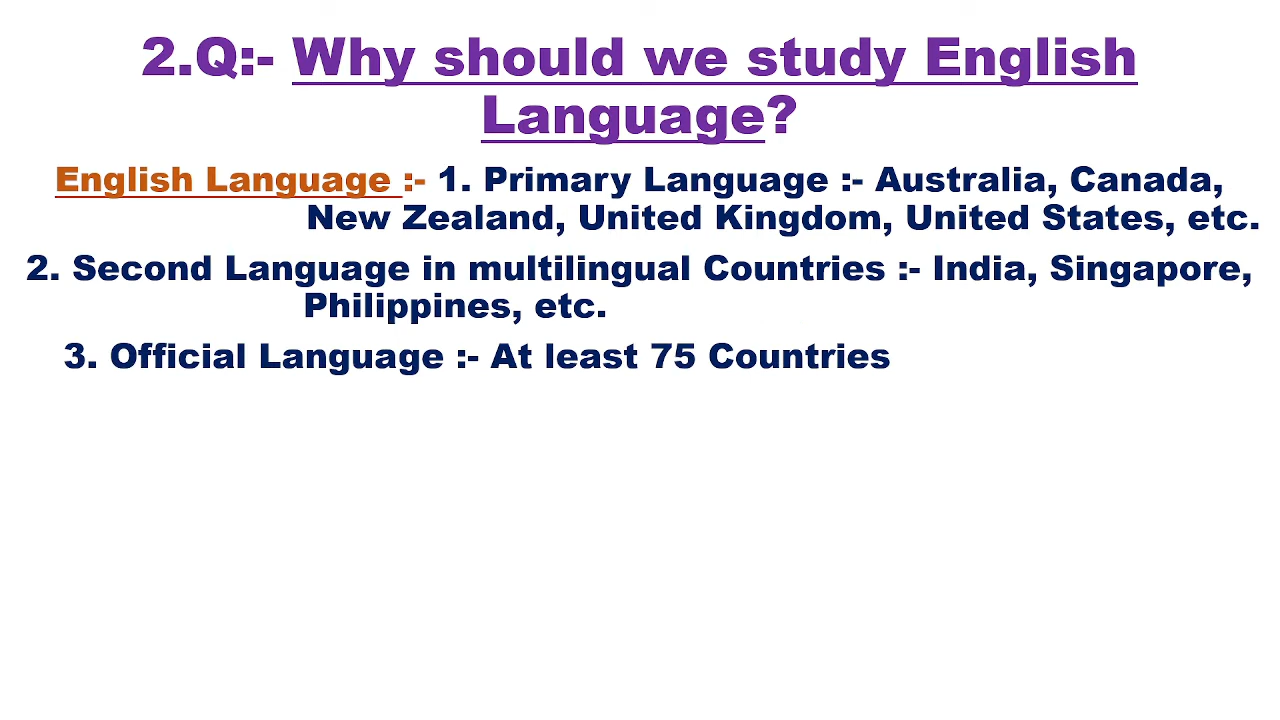 2.Q:- Why should we study English
Language?
English Language :- 1. Primary Language :- Australia, Canada,
New Zealand, United Kingdom, United States, etc.
2. Second Language in multilingual Countries :- India, Singapore,
Philippines, etc.
3. Official Language :- At least 75 Countries